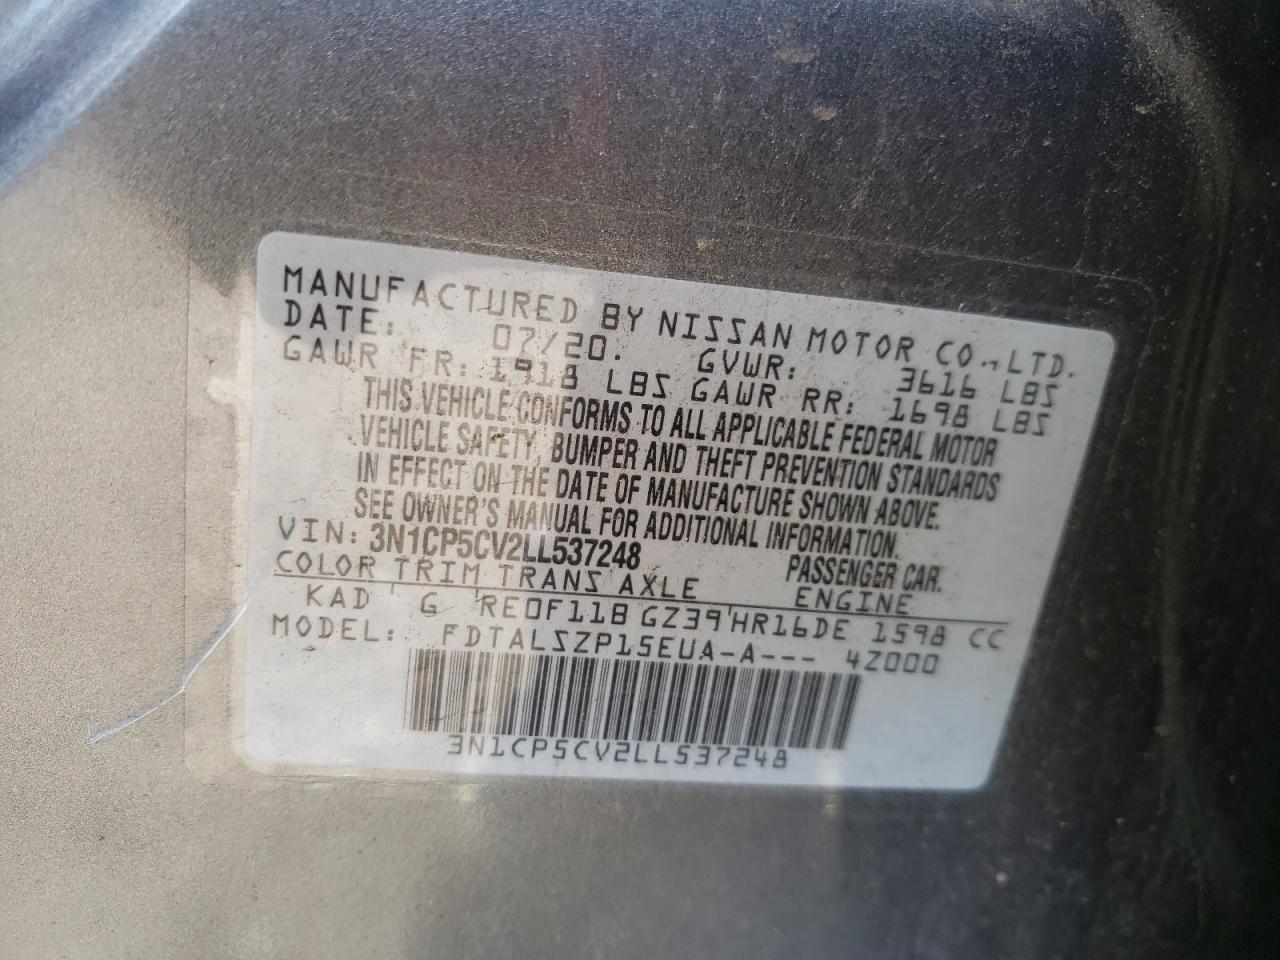 MANUFACTURED BY NISSAN MOTOR CO., LTD.
DATE: 07/20. GVWR: 3616 LBS
GAWR FR: 1918 LBS GAWR RR: 1698 LBS
THIS VEHICLE CONFORMS TO ALL APPLICABLE FEDERAL MOTOR
VEHICLE SAFETY, BUMPER AND THEFT PREVENTION STANDARDS
IN EFFECT ON THE DATE OF MANUFACTURE SHOWN ABOVE.
SEE OWNER'S MANUAL FOR ADDITIONAL INFORMATION.
VIN: 3N1CP5CV2LL537248 PASSENGER CAR.
COLOR TRIM TRANS AXLE ENGINE
KAD ' G 'RE0F11B GZ39'HR16DE 1598 CC
MODEL: FDTALSZP15EUA-A--- 4Z000
3N1CP5CV2LL537248